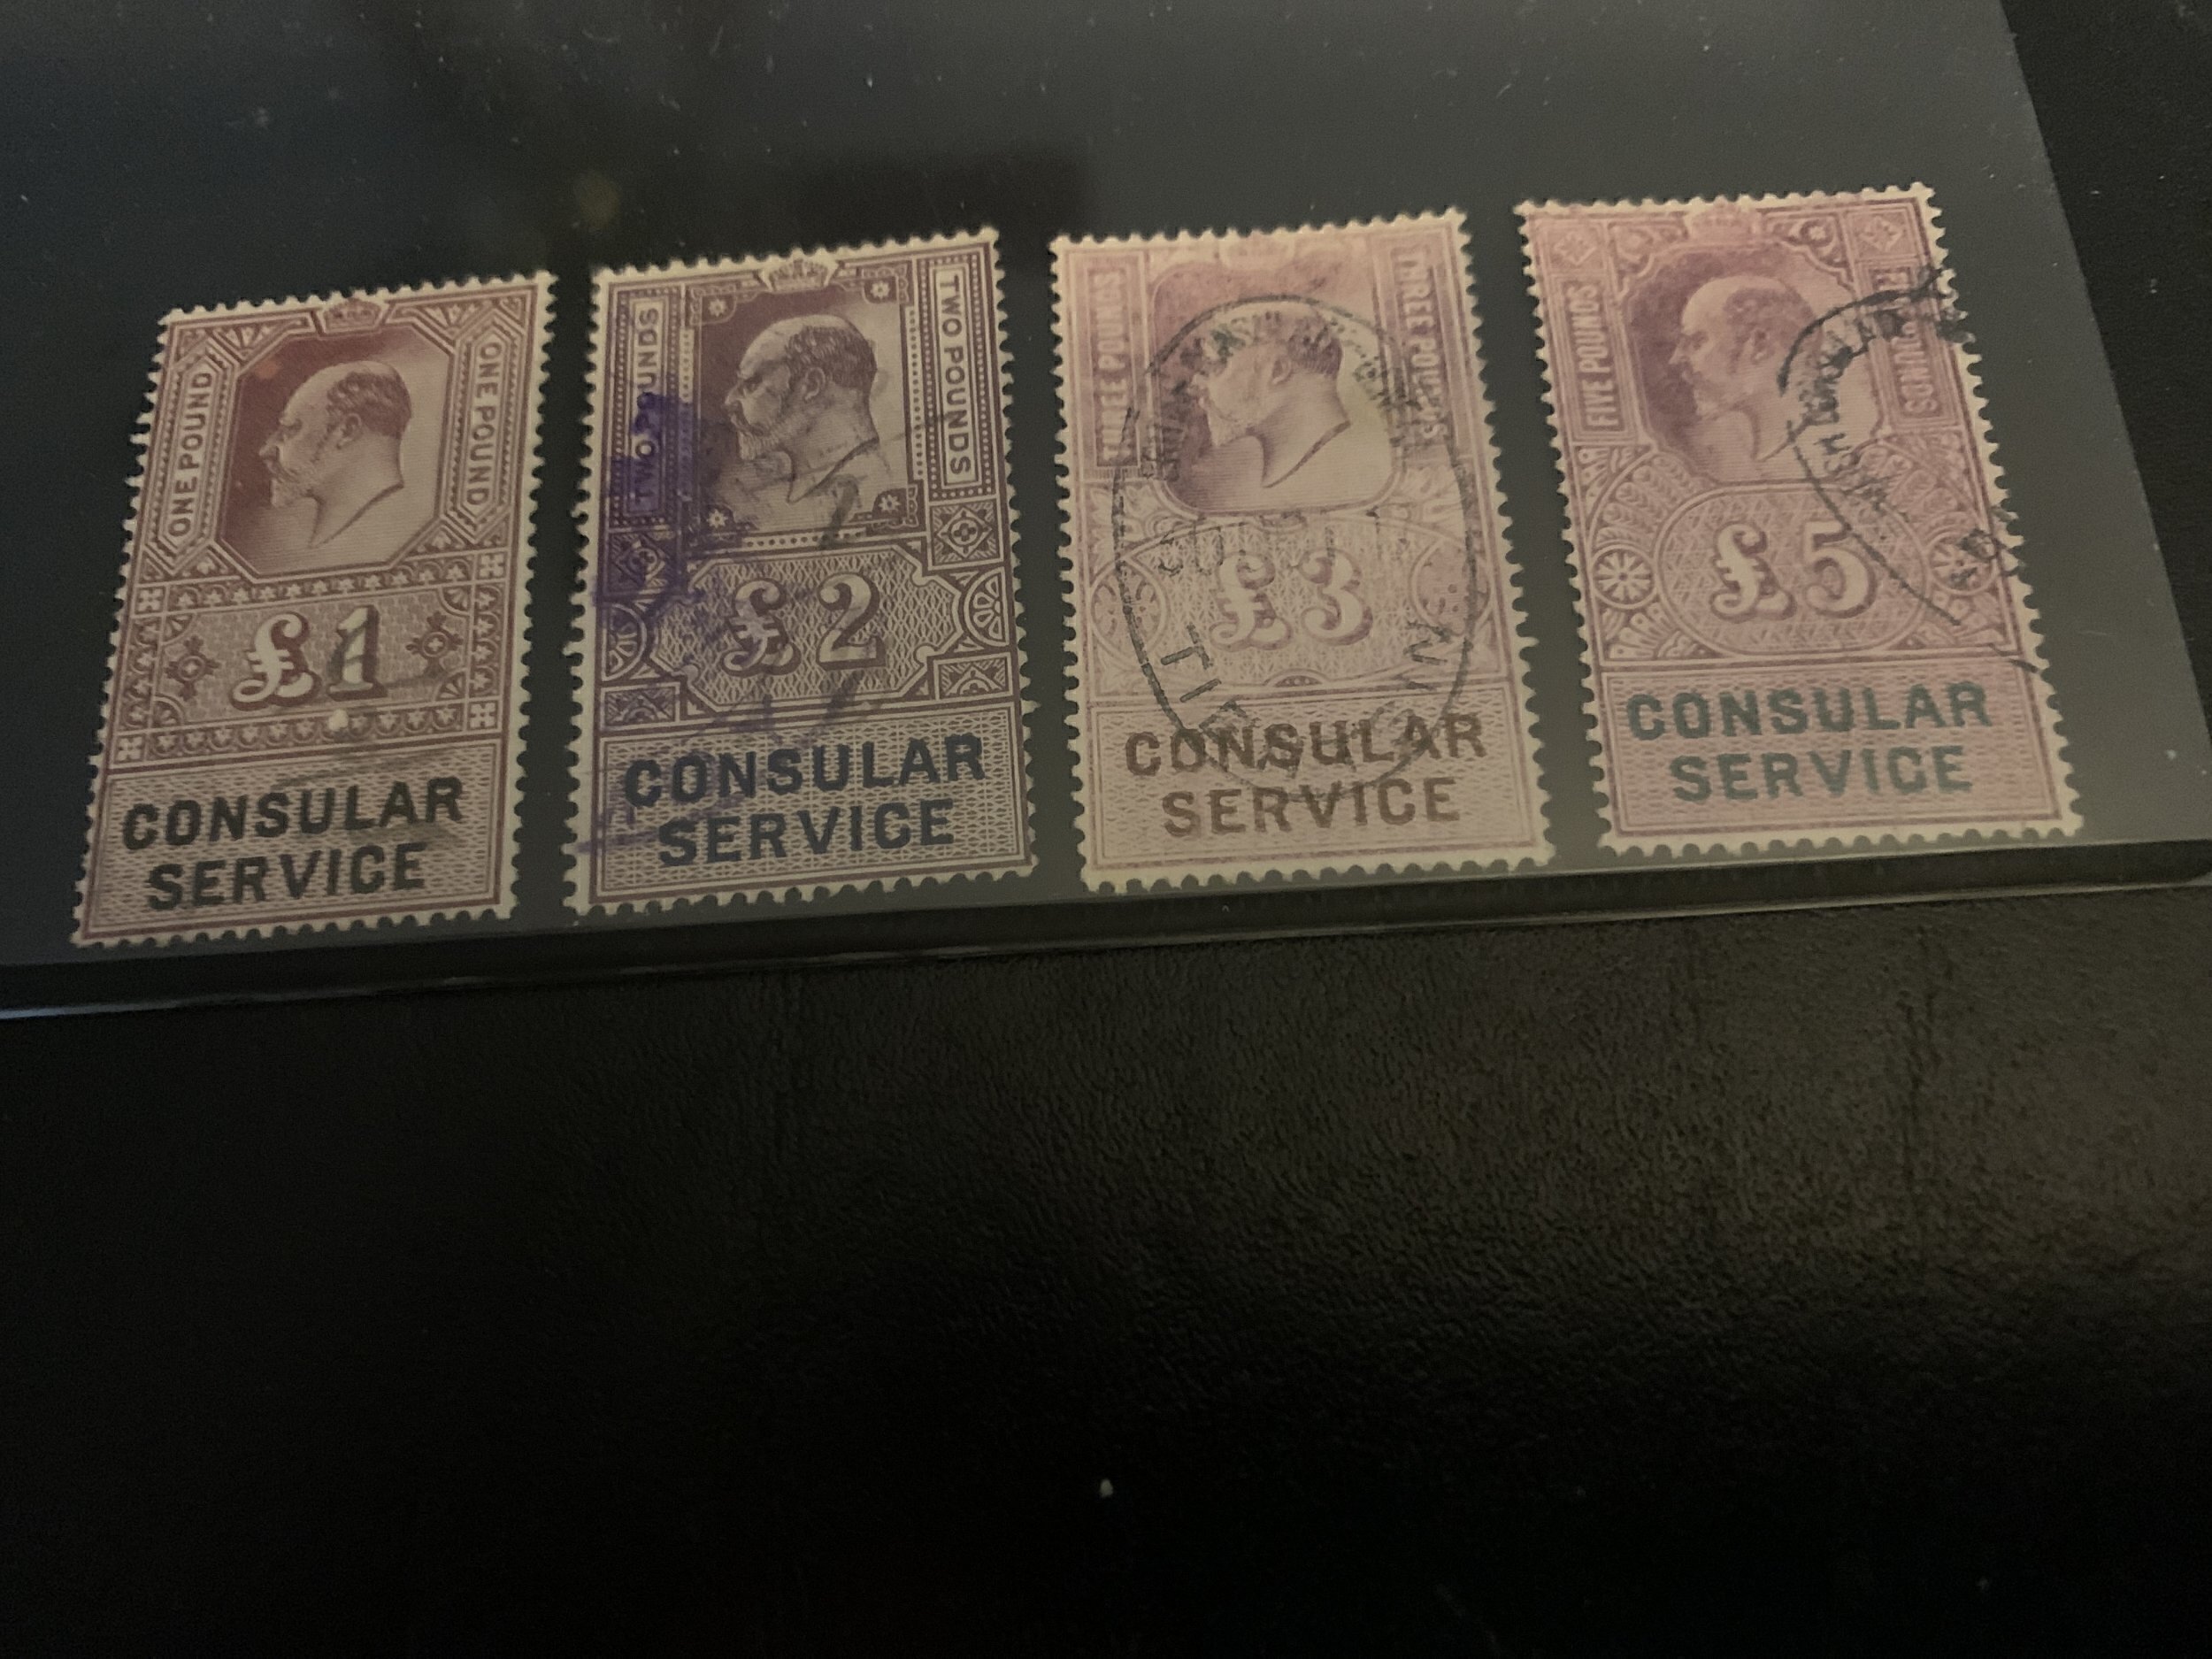 ONE POUND
ONE POUND
£1
CONSULAR
SERVICE
TWO POUNDS
TWO POUNDS
£2
CONSULAR
SERVICE
THREE POUNDS
THREE POUNDS
£3
CONSULAR
SERVICE
FIVE POUNDS
FIVE POUNDS
£5
CONSULAR
SERVICE